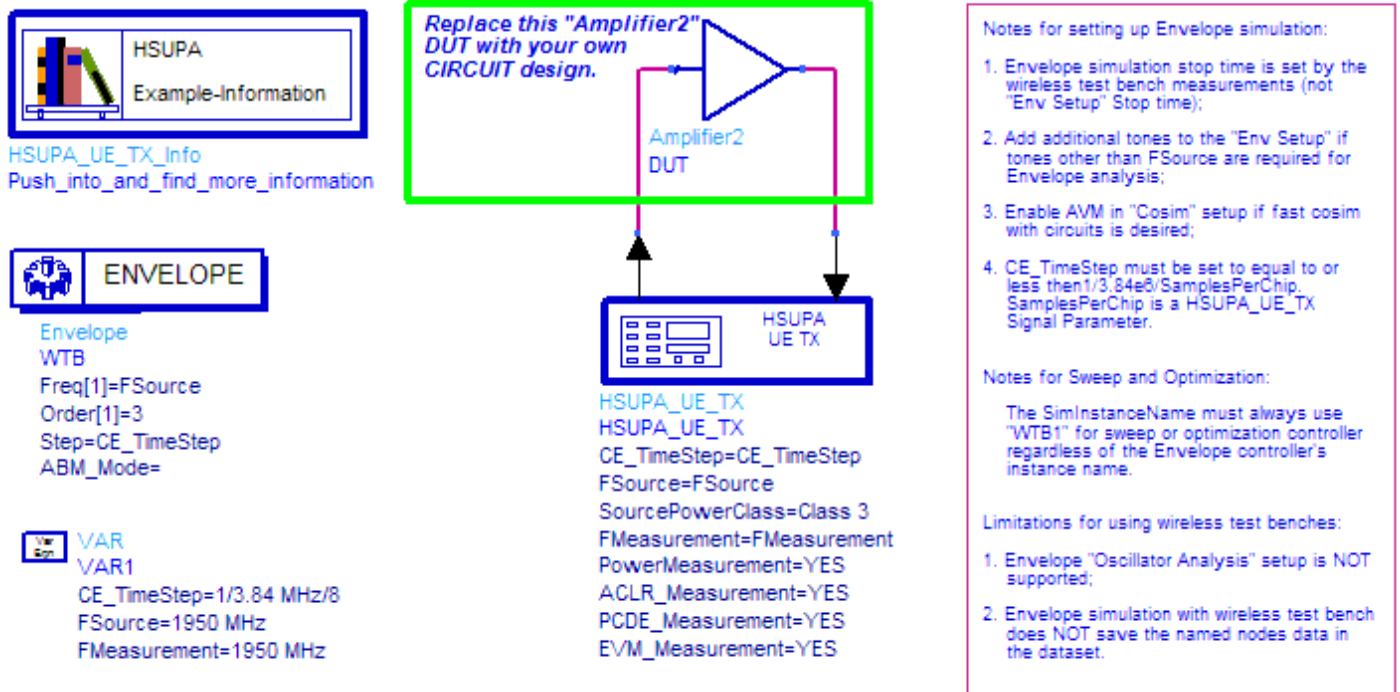 HSUPA
Example-Information
HSUPA_UE_TX_Info
Push_into_and_find_more_information
Replace this "Amplifier2"
DUT with your own
CIRCUIT design.
Amplifier2
DUT
ENVELOPE
Envelope
WTB
Freq[1]=FSource
Order[1]=3
Step=CE_TimeStep
ABM_Mode=
Var
Eqn
VAR
VAR1
CE_TimeStep=1/3.84 MHz/8
FSource=1950 MHz
FMeasurement=1950 MHz
HSUPA
UE TX
HSUPA_UE_TX
HSUPA_UE_TX
CE_TimeStep=CE_TimeStep
FSource=FSource
SourcePowerClass=Class 3
FMeasurement=FMeasurement
PowerMeasurement=YES
ACLR_Measurement=YES
PCDE_Measurement=YES
EVM_Measurement=YES
Notes for setting up Envelope simulation:
1. Envelope simulation stop time is set by the
wireless test bench measurements (not
"Env Setup" Stop time);
2. Add additional tones to the "Env Setup" if
tones other than FSource are required for
Envelope analysis;
3. Enable AVM in "Cosim" setup if fast cosim
with circuits is desired;
4. CE_TimeStep must be set to equal to or
less then1/3.84e6/SamplesPerChip.
SamplesPerChip is a HSUPA_UE_TX
Signal Parameter.
Notes for Sweep and Optimization:
The SimInstanceName must always use
"WTB1" for sweep or optimization controller
regardless of the Envelope controller's
instance name.
Limitations for using wireless test benches:
1. Envelope "Oscillator Analysis" setup is NOT
supported;
2. Envelope simulation with wireless test bench
does NOT save the named nodes data in
the dataset.